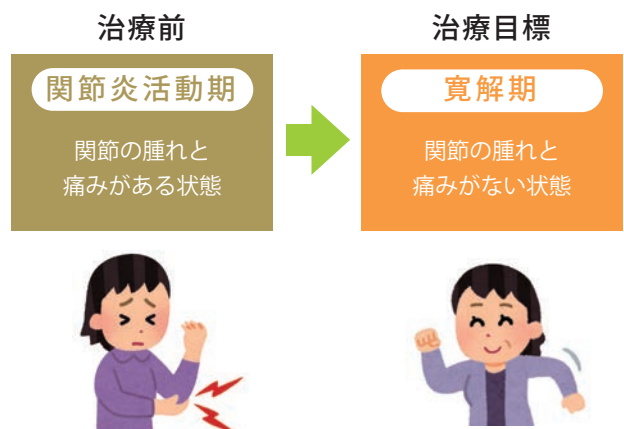 治療前
関節炎活動期
関節の腫れと
痛みがある状態
治療目標
寛解期
関節の腫れと
痛みがない状態